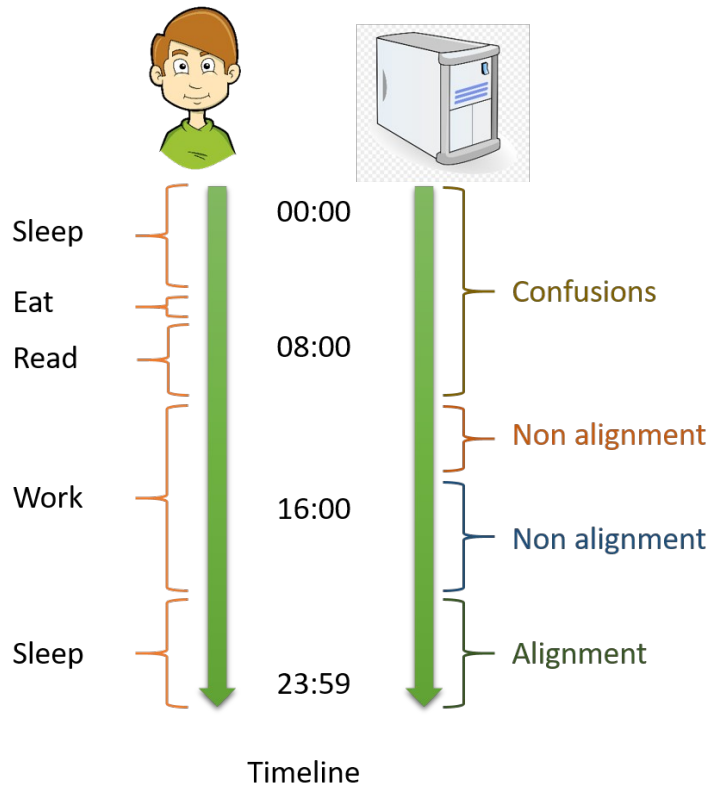 00:00
Sleep
Confusions
Eat
08:00
Read
Non alignment
Work
16:00
Non alignment
Sleep
Alignment
23:59
Timeline